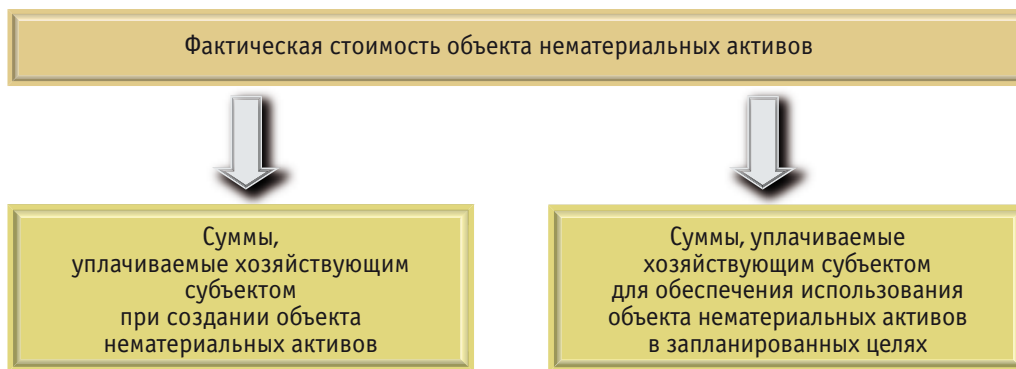 Фактическая стоимость объекта нематериальных активов
Суммы,
уплачиваемые хозяйствующим
субъектом
при создании объекта
нематериальных активов
Суммы, уплачиваемые
хозяйствующим субъектом
для обеспечения использования
объекта нематериальных активов
в запланированных целях